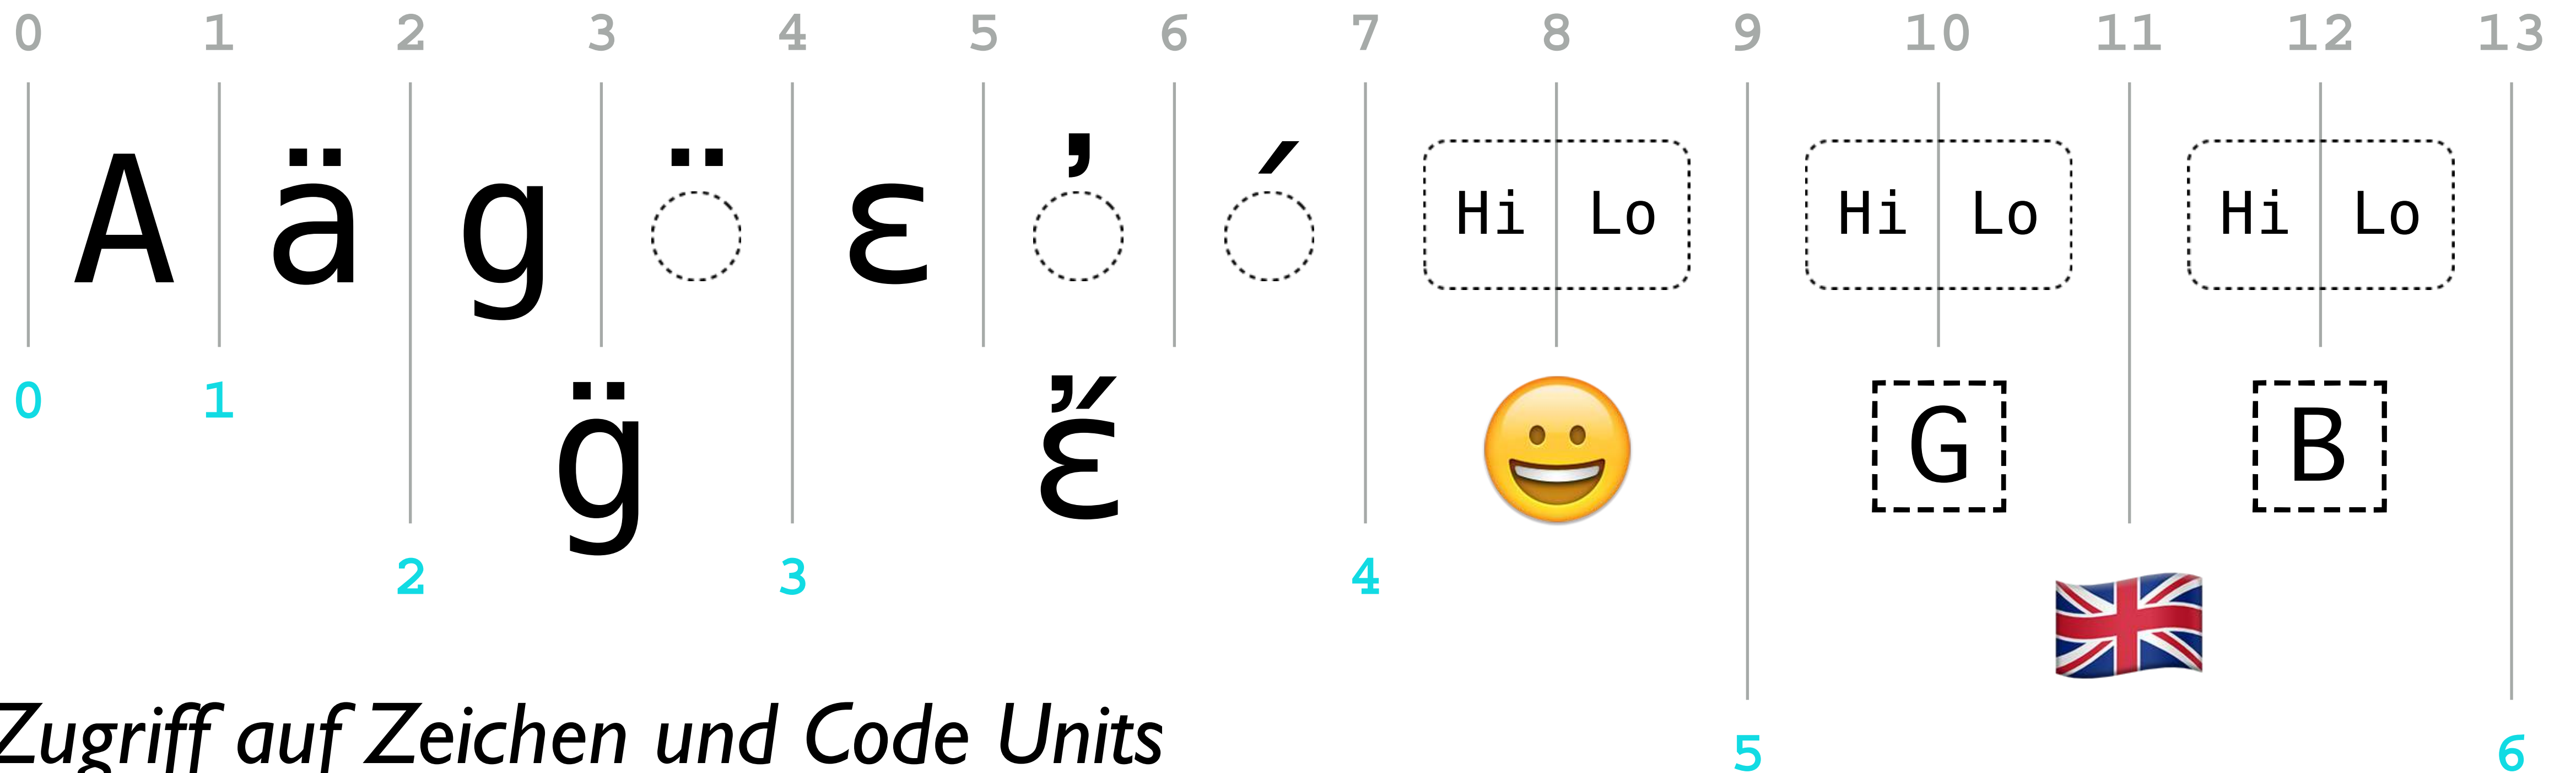 0 1 2 3 4 5 6 7 8 9 10 11 12 13
A ä g ̈ ε ̓ ́ Hi Lo Hi Lo Hi Lo
0 1 g̈ ἔ 😀 G B
2 3 4 🇬🇧
Zugriff auf Zeichen und Code Units 5 6